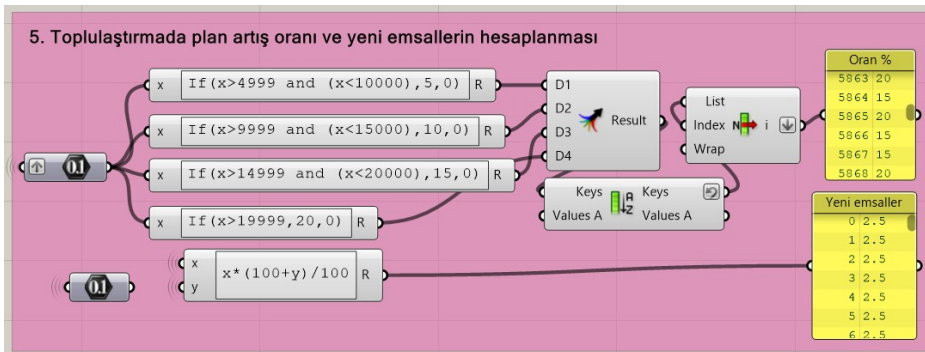 5. Toplulaştırmada plan artış oranı ve yeni emsallerin hesaplanması
x If(x>4999 and (x<10000),5,0) R
x If(x>9999 and (x<15000),10,0) R
x If(x>14999 and (x<20000),15,0) R
x If(x>19999,20,0) R
0.1
D1
D2
D3
D4
Result
Keys Keys
Values A Values A
A
Z
List
Index N i
Wrap
Oran %
5863 20
5864 15
5865 20
5866 15
5867 15
5868 20
0.1
x
y
x*(100+y)/100 R
Yeni emsaller
0 2.5
1 2.5
2 2.5
3 2.5
4 2.5
5 2.5
6 2.5